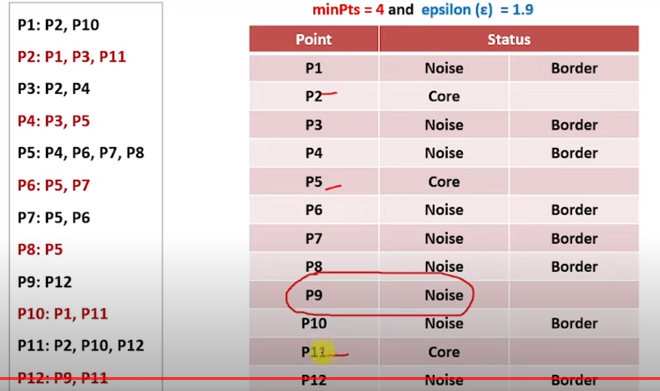 minPts = 4 and epsilon (ε) = 1.9
P1: P2, P10
P2: P1, P3, P11
P3: P2, P4
P4: P3, P5
P5: P4, P6, P7, P8
P6: P5, P7
P7: P5, P6
P8: P5
P9: P12
P10: P1, P11
P11: P2, P10, P12
P12: P9, P11
Point Status
P1 Noise Border
P2 Core
P3 Noise Border
P4 Noise Border
P5 Core
P6 Noise Border
P7 Noise Border
P8 Noise Border
P9 Noise
P10 Noise Border
P11 Core
P12 Noise Border